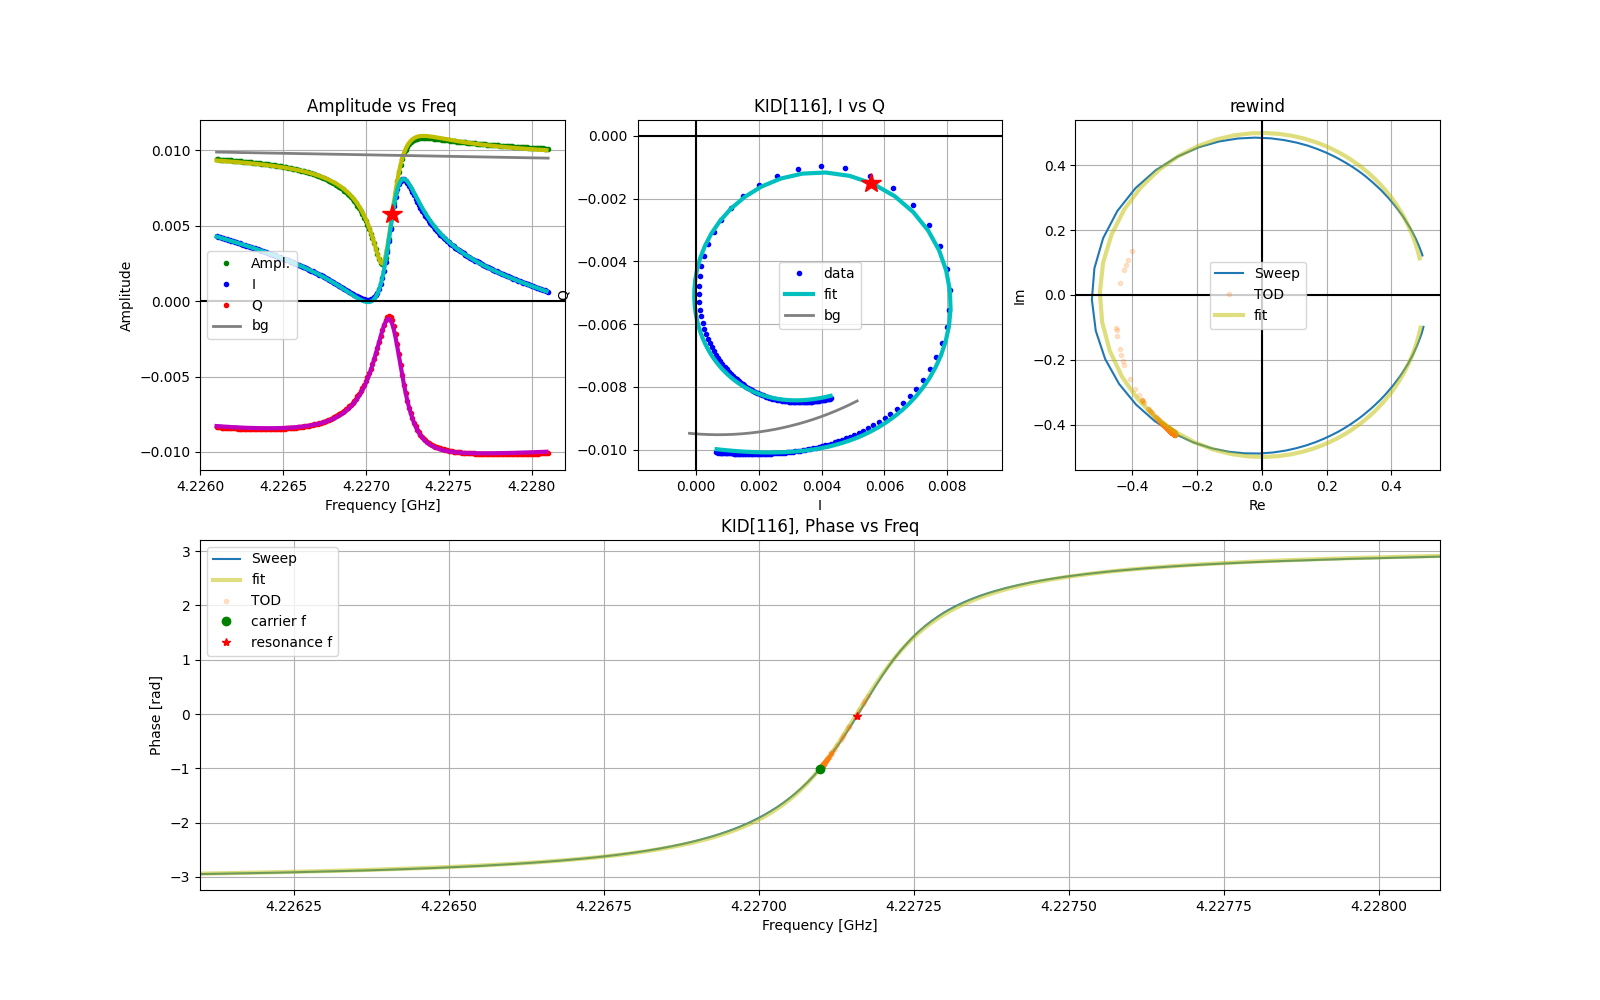 Amplitude vs Freq
KID[116], I vs Q
rewind
Amplitude
0.010
0.005
0.000
−0.005
−0.010
Ampl.
I
Q
bg
4.2260
4.2265
4.2270
4.2275
4.2280
Frequency [GHz]
Q
0.000
−0.002
−0.004
−0.006
−0.008
−0.010
data
fit
bg
0.000
0.002
0.004
0.006
0.008
I
Im
0.4
0.2
0.0
−0.2
−0.4
Sweep
TOD
fit
−0.4
−0.2
0.0
0.2
0.4
Re
KID[116], Phase vs Freq
Phase [rad]
3
2
1
0
−1
−2
−3
Sweep
fit
TOD
carrier f
resonance f
4.22625
4.22650
4.22675
4.22700
4.22725
4.22750
4.22775
4.22800
Frequency [GHz]